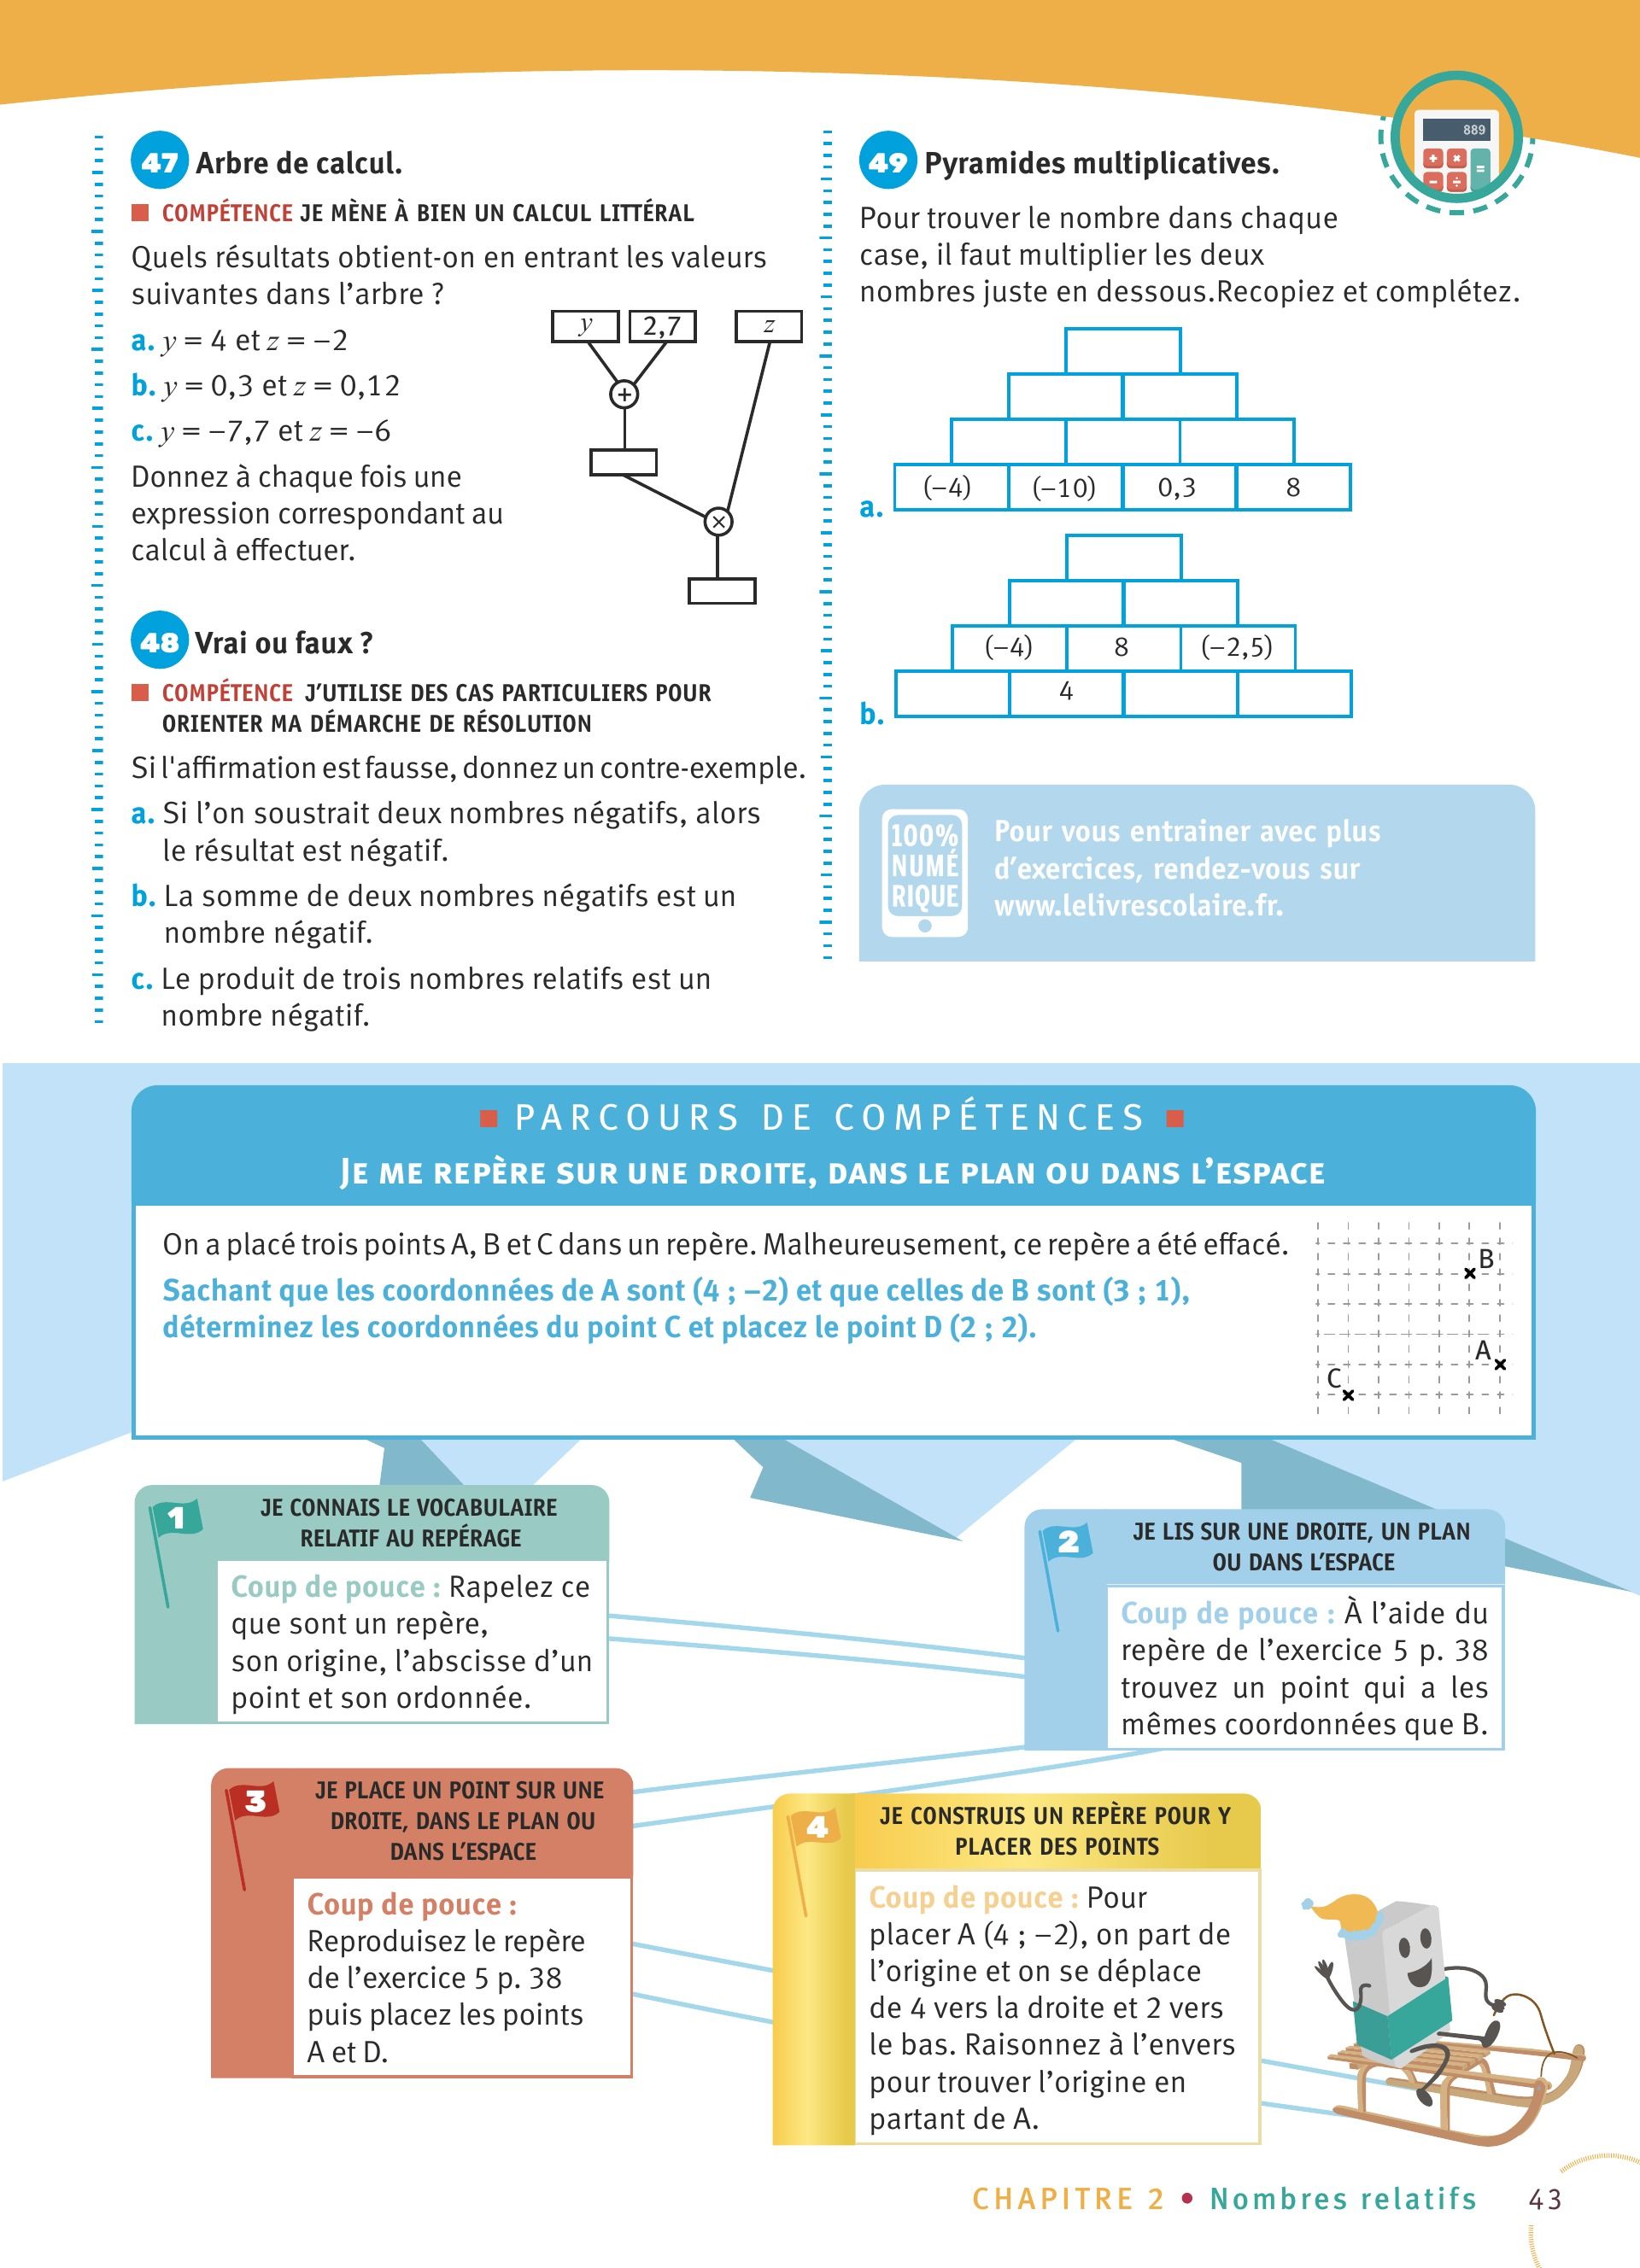 889
47 Arbre de calcul.
COMPÉTENCE JE MÈNE À BIEN UN CALCUL LITTÉRAL
Quels résultats obtient-on en entrant les valeurs
suivantes dans l’arbre ?
a. y = 4 et z = −2
b. y = 0,3 et z = 0,12
c. y = −7,7 et z = −6
Donnez à chaque fois une
expression correspondant au
calcul à effectuer.
y 2,7 z
+
×
48 Vrai ou faux ?
COMPÉTENCE J’UTILISE DES CAS PARTICULIERS POUR
ORIENTER MA DÉMARCHE DE RÉSOLUTION
Si l'affirmation est fausse, donnez un contre-exemple.
a. Si l’on soustrait deux nombres négatifs, alors
le résultat est négatif.
b. La somme de deux nombres négatifs est un
nombre négatif.
c. Le produit de trois nombres relatifs est un
nombre négatif.
49 Pyramides multiplicatives.
Pour trouver le nombre dans chaque
case, il faut multiplier les deux
nombres juste en dessous.Recopiez et complétez.
a. (−4) (−10) 0,3 8
(−4) 8 (−2,5)
b. 4
100%
NUMÉ
RIQUE
Pour vous entrainer avec plus
d’exercices, rendez-vous sur
www.lelivrescolaire.fr.
PARCOURS DE COMPÉTENCES
JE ME REPÈRE SUR UNE DROITE, DANS LE PLAN OU DANS L’ESPACE
On a placé trois points A, B et C dans un repère. Malheureusement, ce repère a été effacé.
Sachant que les coordonnées de A sont (4 ; −2) et que celles de B sont (3 ; 1),
déterminez les coordonnées du point C et placez le point D (2 ; 2).
B
A
C
1
JE CONNAIS LE VOCABULAIRE
RELATIF AU REPÉRAGE
Coup de pouce : Rapelez ce
que sont un repère,
son origine, l’abscisse d’un
point et son ordonnée.
2
JE LIS SUR UNE DROITE, UN PLAN
OU DANS L’ESPACE
Coup de pouce : À l’aide du
repère de l’exercice 5 p. 38
trouvez un point qui a les
mêmes coordonnées que B.
3
JE PLACE UN POINT SUR UNE
DROITE, DANS LE PLAN OU
DANS L’ESPACE
Coup de pouce :
Reproduisez le repère
de l’exercice 5 p. 38
puis placez les points
A et D.
4
JE CONSTRUIS UN REPÈRE POUR Y
PLACER DES POINTS
Coup de pouce : Pour
placer A (4 ; −2), on part de
l’origine et on se déplace
de 4 vers la droite et 2 vers
le bas. Raisonnez à l’envers
pour trouver l’origine en
partant de A.
CHAPITRE 2 • Nombres relatifs 43